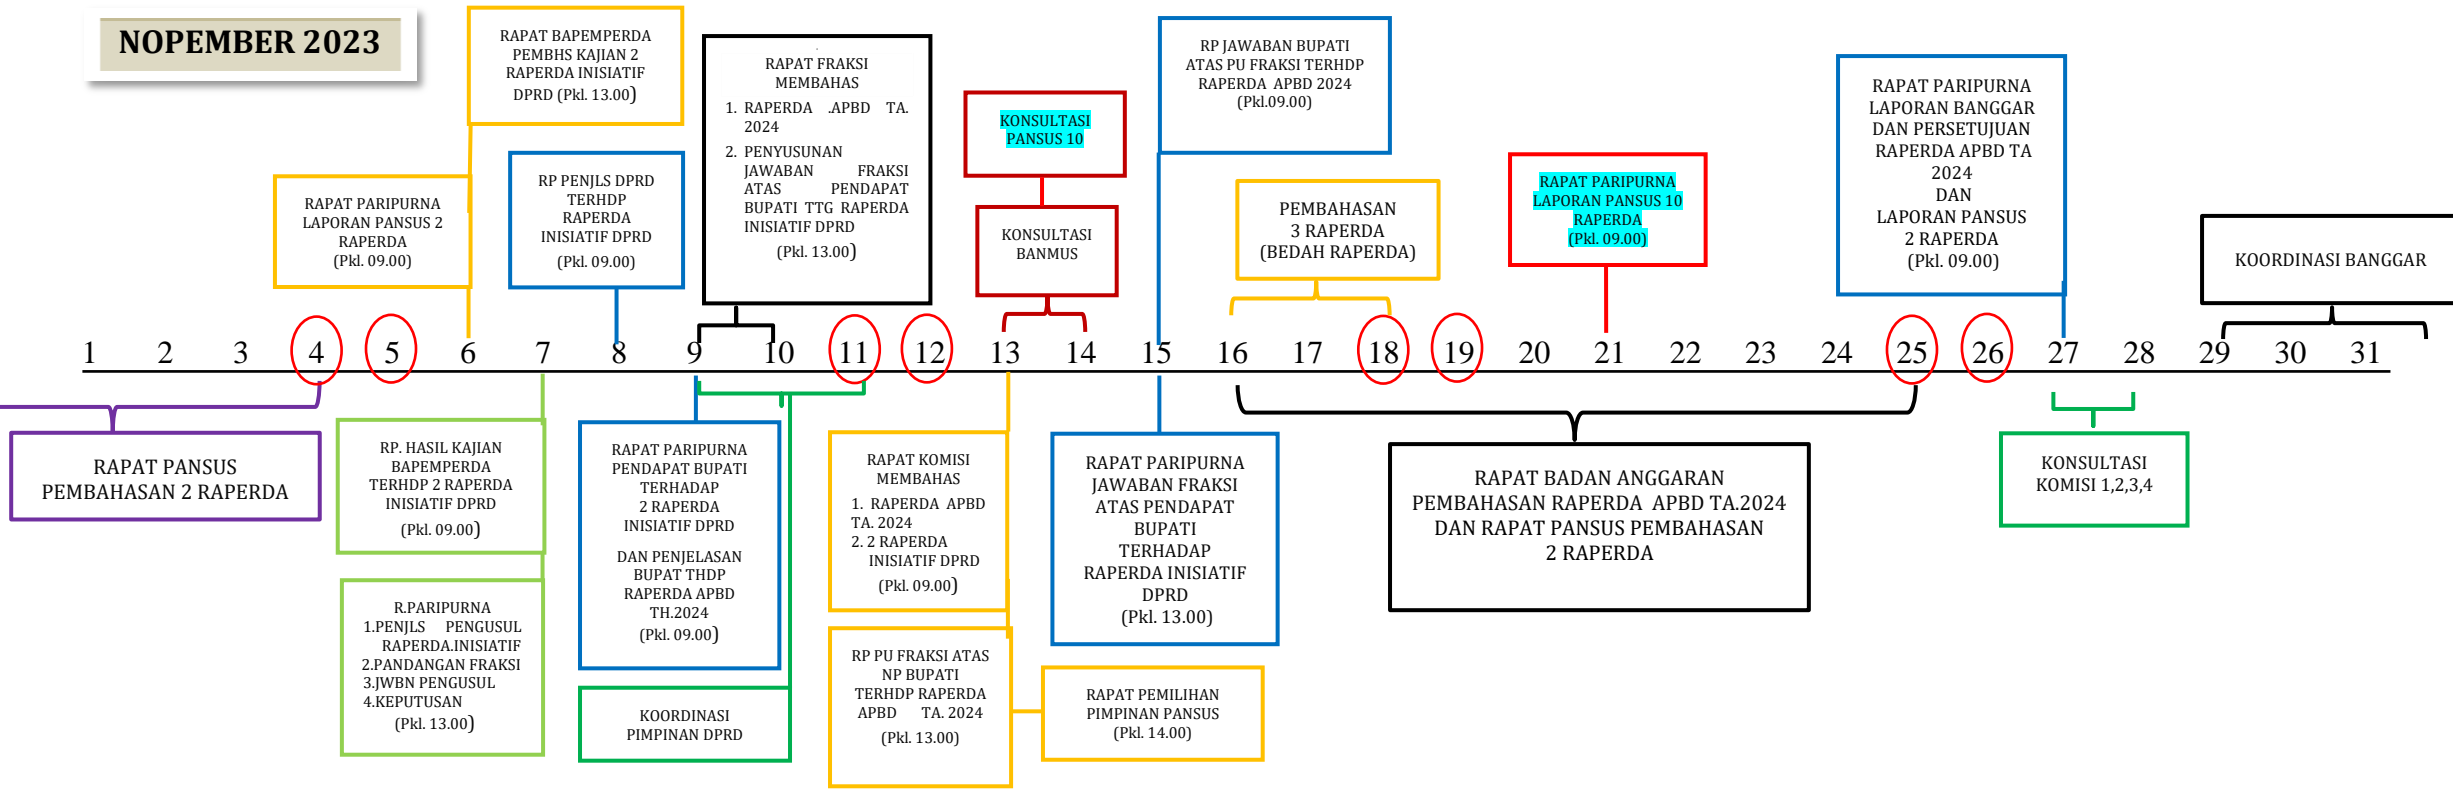 NOPEMBER 2023
RAPAT BAPEMPERDA
PEMBHS KAJIAN 2
RAPERDA INISIATIF
DPRD (Pkl. 13.00)
RAPAT PARIPURNA
LAPORAN PANSUS 2
RAPERDA
(Pkl. 09.00)
RP PENJLS DPRD
TERHDP
RAPERDA
INISIATIF DPRD
(Pkl. 09.00)
RAPAT FRAKSI
MEMBAHAS
1. RAPERDA .APBD TA.
2024
2. PENYUSUNAN
JAWABAN FRAKSI
ATAS PENDAPAT
BUPATI TTG RAPERDA
INISIATIF DPRD
(Pkl. 13.00)
KONSULTASI
PANSUS 10
KONSULTASI
BANMUS
RP JAWABAN BUPATI
ATAS PU FRAKSI TERHDP
RAPERDA APBD 2024
(Pkl.09.00)
PEMBAHASAN
3 RAPERDA
(BEDAH RAPERDA)
RAPAT PARIPURNA
LAPORAN PANSUS 10
RAPERDA
(Pkl. 09.00)
RAPAT PARIPURNA
LAPORAN BANGGAR
DAN PERSETUJUAN
RAPERDA APBD TA
2024
DAN
LAPORAN PANSUS
2 RAPERDA
(Pkl. 09.00)
KOORDINASI BANGGAR
1 2 3 4 5 6 7 8 9 10 11 12 13 14 15 16 17 18 19 20 21 22 23 24 25 26 27 28 29 30 31
RAPAT PANSUS
PEMBAHASAN 2 RAPERDA
RP. HASIL KAJIAN
BAPEMPERDA
TERHDP 2 RAPERDA
INISIATIF DPRD
(Pkl. 09.00)
R.PARIPURNA
1.PENJLS PENGUSUL
RAPERDA.INISIATIF
2.PANDANGAN FRAKSI
3.JWBN PENGUSUL
4.KEPUTUSAN
(Pkl. 13.00)
RAPAT PARIPURNA
PENDAPAT BUPATI
TERHADAP
2 RAPERDA
INISIATIF DPRD
DAN PENJELASAN
BUPAT THDP
RAPERDA APBD
TH.2024
(Pkl. 09.00)
KOORDINASI
PIMPINAN DPRD
RAPAT KOMISI
MEMBAHAS
1. RAPERDA APBD
TA. 2024
2. 2 RAPERDA
INISIATIF DPRD
(Pkl. 09.00)
RP PU FRAKSI ATAS
NP BUPATI
TERHDP RAPERDA
APBD TA. 2024
(Pkl. 13.00)
RAPAT PARIPURNA
JAWABAN FRAKSI
ATAS PENDAPAT
BUPATI
TERHADAP
RAPERDA INISIATIF
DPRD
(Pkl. 13.00)
RAPAT PEMILIHAN
PIMPINAN PANSUS
(Pkl. 14.00)
RAPAT BADAN ANGGARAN
PEMBAHASAN RAPERDA APBD TA.2024
DAN RAPAT PANSUS PEMBAHASAN
2 RAPERDA
KONSULTASI
KOMISI 1,2,3,4